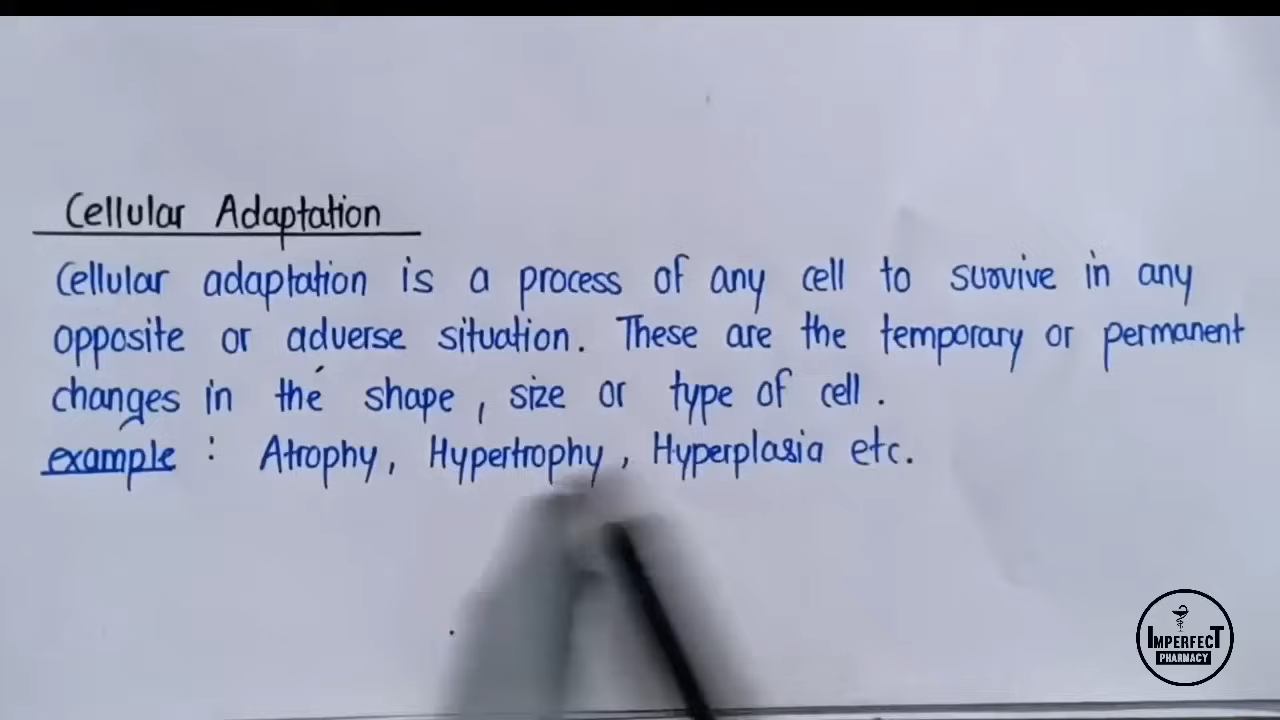 Cellular Adaptation
Cellular adaptation is a process of any cell to survive in any
opposite or adverse situation. These are the temporary or permanent
changes in the shape, size or type of cell.
example : Atrophy, Hypertrophy, Hyperplasia etc.
IMPERFECT
PHARMACY